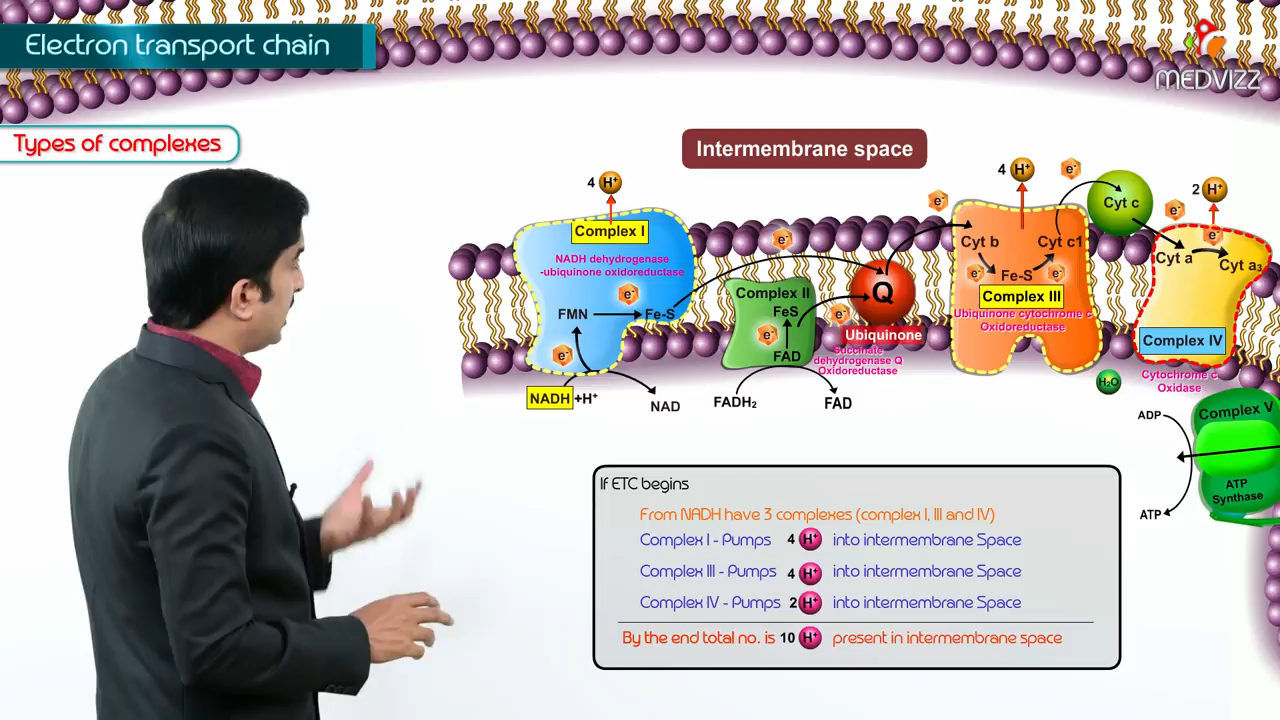 Electron transport chain
MEDVIZZ
Types of complexes
Intermembrane space
4 H⁺
4 H⁺
2 H⁺
e⁻
e⁻
e⁻
e⁻
e⁻
Cyt c
Complex I
NADH dehydrogenase
-ubiquinone oxidoreductase
e⁻
FMN
Fe-S
e⁻
NADH +H⁺
NAD
Complex II
FeS
e⁻
FAD
FADH₂
FAD
Q
e⁻
Ubiquinone
Succinate
dehydrogenase Q
Oxidoreductase
Cyt b
Cyt c1
e⁻
Fe-S
e⁻
Complex III
Ubiquinone cytochrome c
Oxidoreductase
Cyt a
Cyt a₃
Complex IV
Cytochrome c
Oxidase
H₂O
ADP
ATP
Complex V
ATP
Synthase
If ETC begins
From NADH have 3 complexes (complex I, III and IV)
Complex I - Pumps 4 H⁺ into intermembrane Space
Complex III - Pumps 4 H⁺ into intermembrane Space
Complex IV - Pumps 2 H⁺ into intermembrane Space
By the end total no. is 10 H⁺ present in intermembrane space